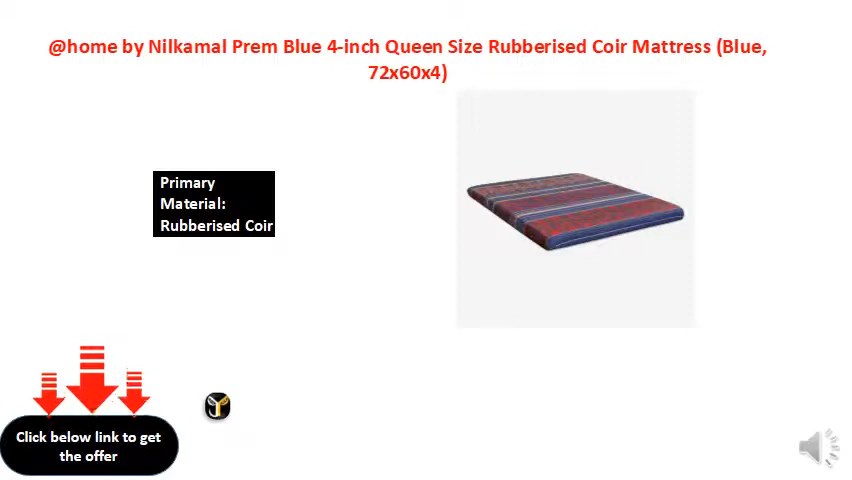 @home by Nilkamal Prem Blue 4-inch Queen Size Rubberised Coir Mattress (Blue,
72x60x4)
Primary
Material:
Rubberised Coir
Click below link to get
the offer